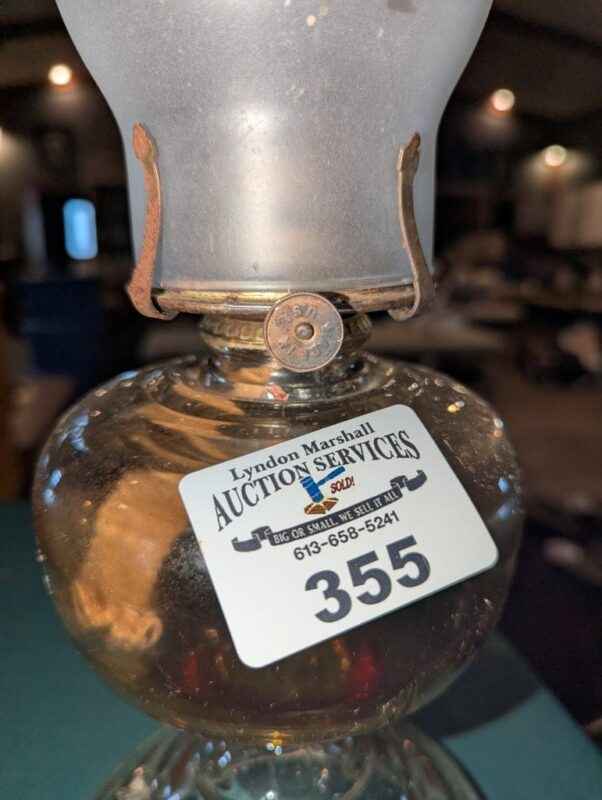 Lyndon Marshall
AUCTION SERVICES
SOLD!
BIG OR SMALL, WE SELL IT ALL
613-658-5241
355